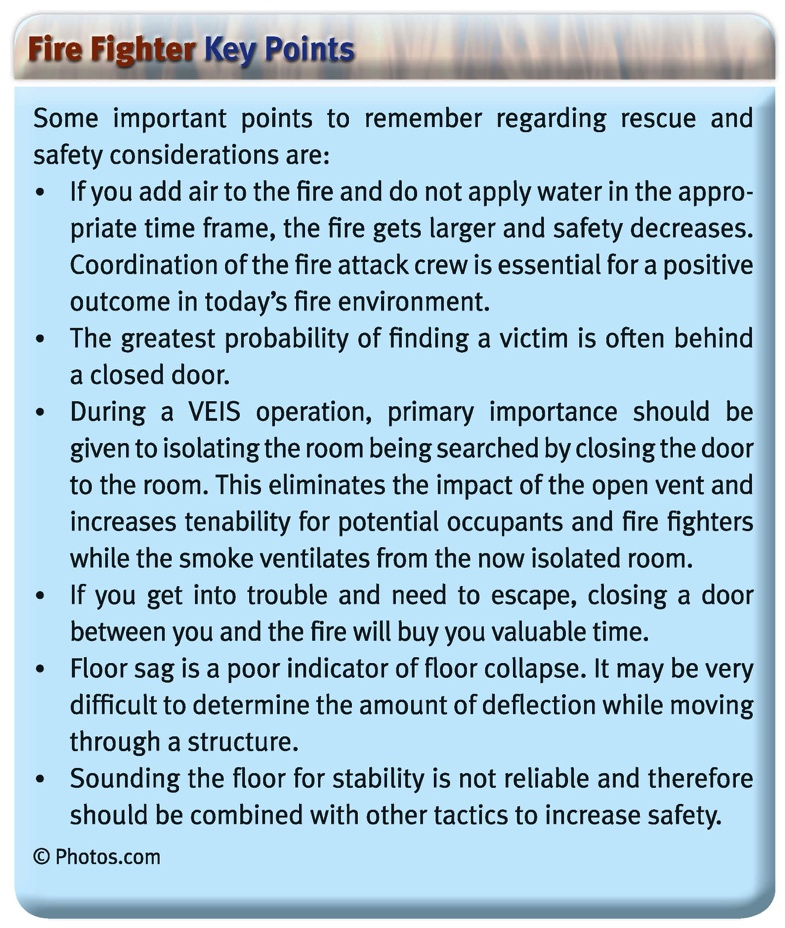 Fire Fighter Key Points
Some important points to remember regarding rescue and
safety considerations are:
• If you add air to the fire and do not apply water in the appro-
priate time frame, the fire gets larger and safety decreases.
Coordination of the fire attack crew is essential for a positive
outcome in today's fire environment.
• The greatest probability of finding a victim is often behind
a closed door.
• During a VEIS operation, primary importance should be
given to isolating the room being searched by closing the door
to the room. This eliminates the impact of the open vent and
increases tenability for potential occupants and fire fighters
while the smoke ventilates from the now isolated room.
• If you get into trouble and need to escape, closing a door
between you and the fire will buy you valuable time.
• Floor sag is a poor indicator of floor collapse. It may be very
difficult to determine the amount of deflection while moving
through a structure.
• Sounding the floor for stability is not reliable and therefore
should be combined with other tactics to increase safety.
© Photos.com